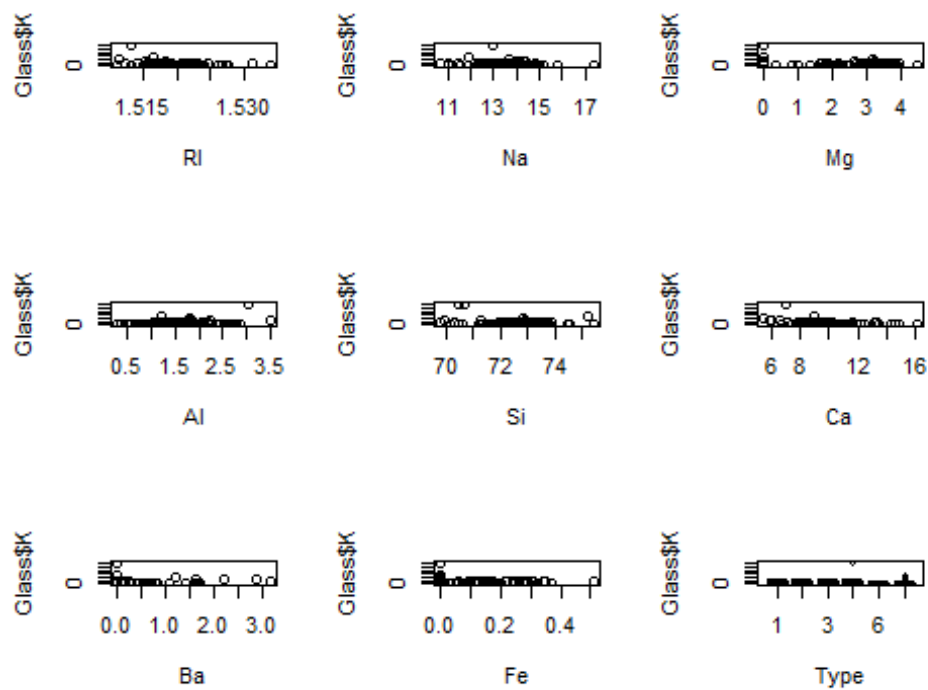 Glass$K 0 Glass$K 0 Glass$K 0
1.515 1.530 11 13 15 17 0 1 2 3 4
RI Na Mg
Glass$K 0 Glass$K 0 Glass$K 0
0.5 1.5 2.5 3.5 70 72 74 6 8 12 16
Al Si Ca
Glass$K 0 Glass$K 0 Glass$K 0
0.0 1.0 2.0 3.0 0.0 0.2 0.4 1 3 6
Ba Fe Type